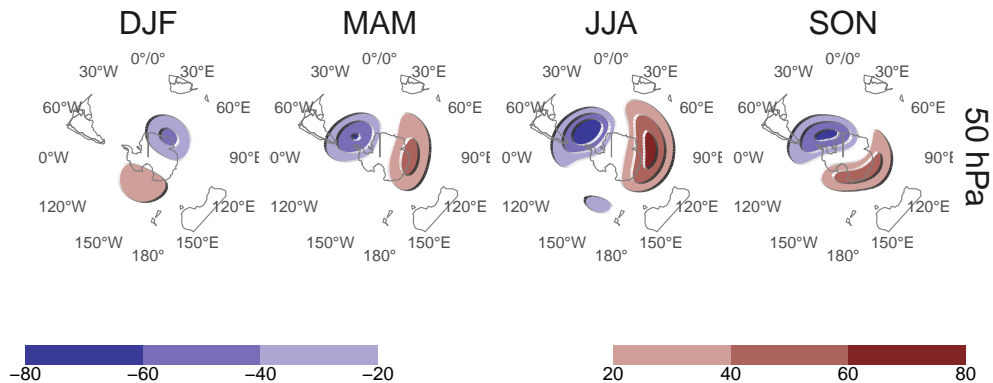 DJF MAM JJA SON
0°/0° 0°/0° 0°/0° 0°/0°
30°W 30°E 30°W 30°E 30°W 30°E 30°W 30°E
60°W 60°E 60°W 60°E 60°W 60°E 60°W 60°E
50 hPa
0°W 90°E 0°W 90°E 0°W 90°E 0°W 90°E
120°W 120°E 120°W 120°E 120°W 120°E 120°W 120°E
150°W 150°E 150°W 150°E 150°W 150°E 150°W 150°E
180° 180° 180° 180°
−80 −60 −40 −20 20 40 60 80